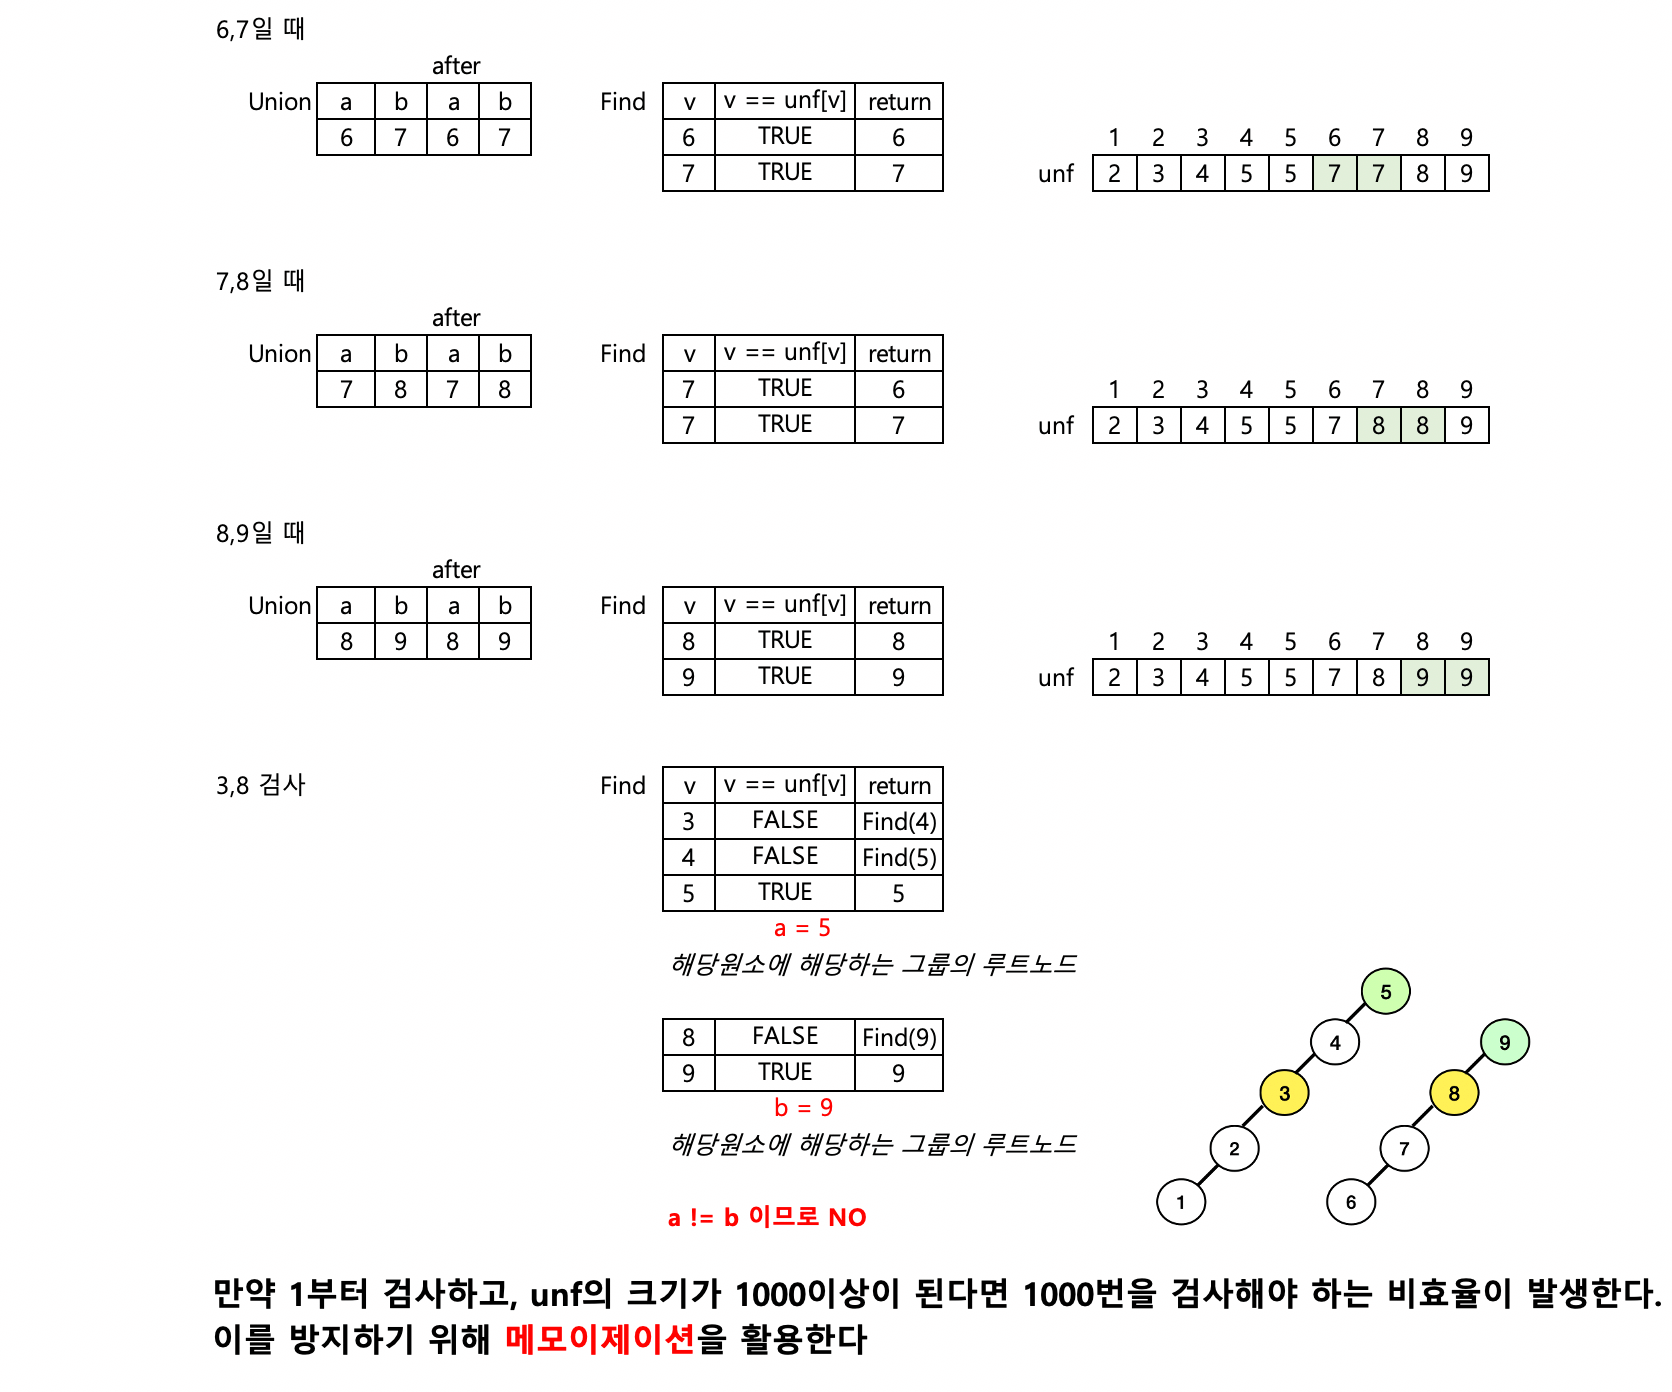 6,7일 때
after
Union a b a b
6 7 6 7
Find v v == unf[v] return
6 TRUE 6
7 TRUE 7
1 2 3 4 5 6 7 8 9
unf 2 3 4 5 5 7 7 8 9
7,8일 때
after
Union a b a b
7 8 7 8
Find v v == unf[v] return
7 TRUE 6
7 TRUE 7
1 2 3 4 5 6 7 8 9
unf 2 3 4 5 5 7 8 8 9
8,9일 때
after
Union a b a b
8 9 8 9
Find v v == unf[v] return
8 TRUE 8
9 TRUE 9
1 2 3 4 5 6 7 8 9
unf 2 3 4 5 5 7 8 9 9
3,8 검사
Find v v == unf[v] return
3 FALSE Find(4)
4 FALSE Find(5)
5 TRUE 5
a = 5
해당원소에 해당하는 그룹의 루트노드
8 FALSE Find(9)
9 TRUE 9
b = 9
해당원소에 해당하는 그룹의 루트노드
a != b 이므로 NO
5
4
3
2
1
9
8
7
6
만약 1부터 검사하고, unf의 크기가 1000이상이 된다면 1000번을 검사해야 하는 비효율이 발생한다.
이를 방지하기 위해 메모이제이션을 활용한다